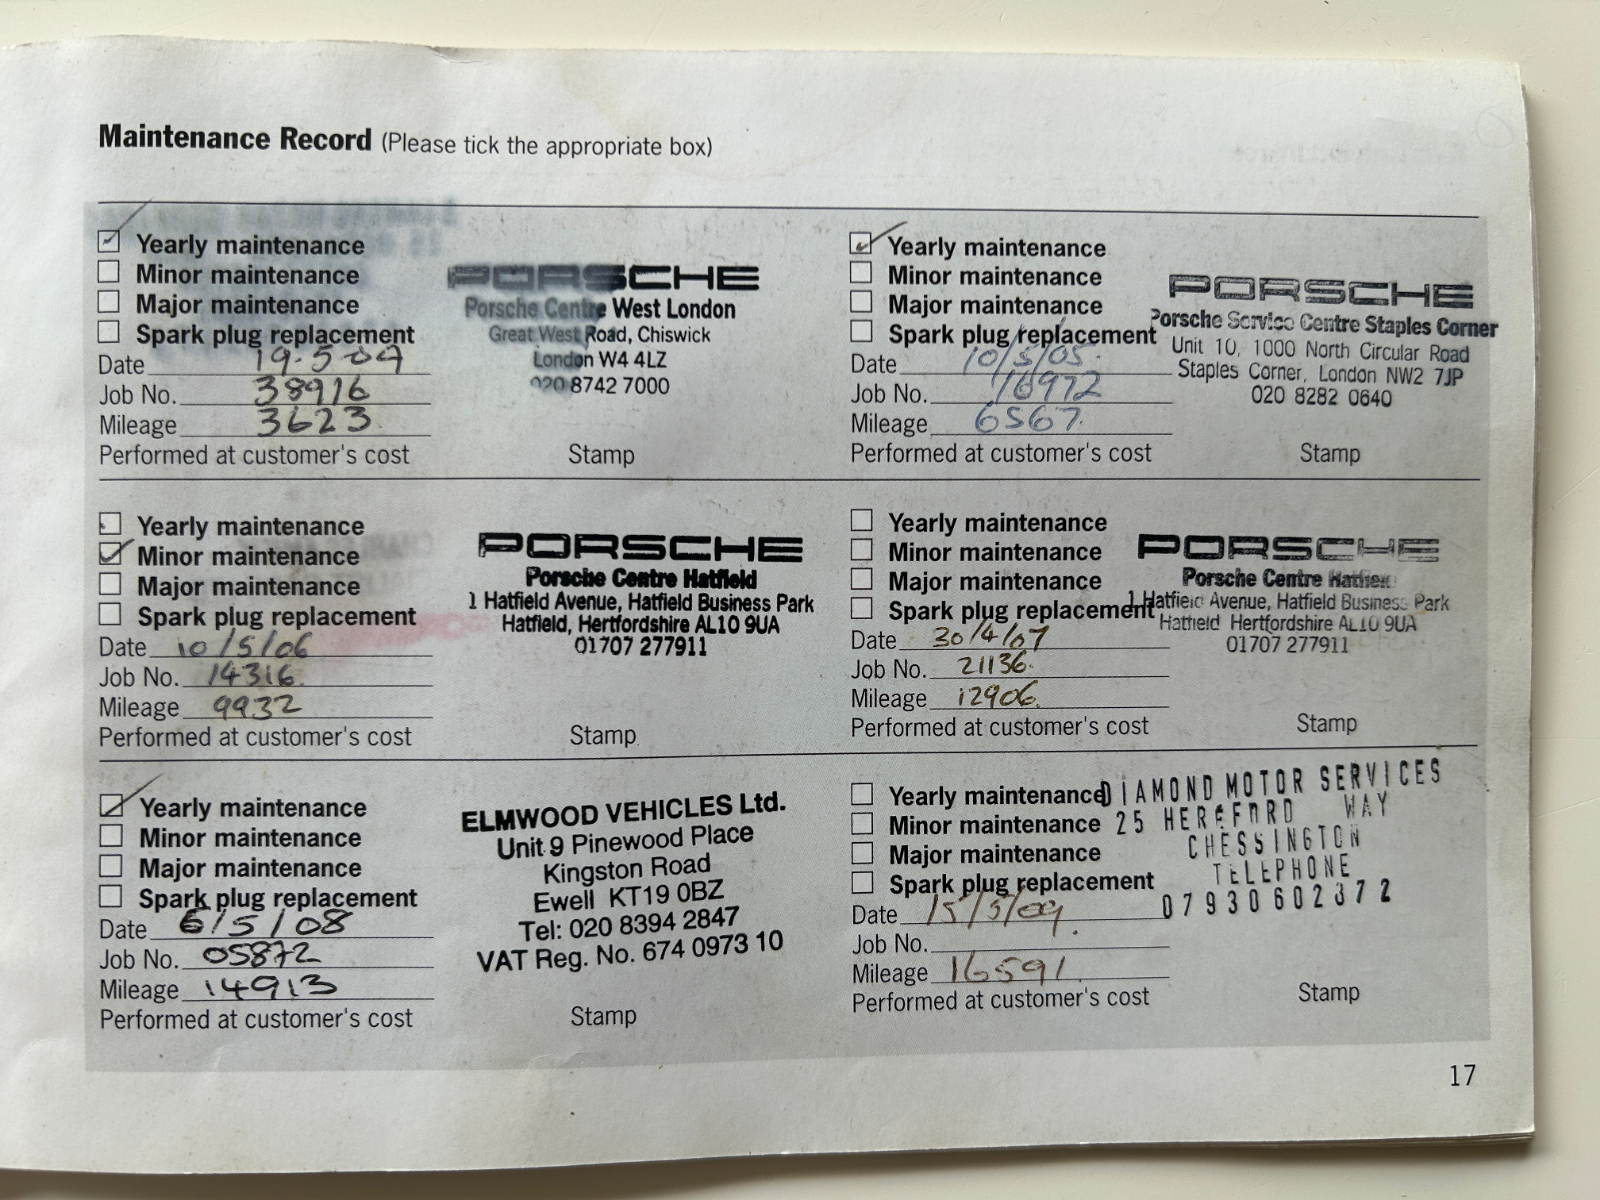 Maintenance Record (Please tick the appropriate box)
Yearly maintenance
Minor maintenance
Major maintenance
Spark plug replacement
Date 19-5-04
Job No. 38916
Mileage 3623
Performed at customer's cost
PORSCHE
Porsche Centre West London
Great West Road, Chiswick
London W4 4LZ
020 8742 7000
Stamp
Yearly maintenance
Minor maintenance
Major maintenance
Spark plug replacement
Date 10/5/05.
Job No. 16972
Mileage 6567.
Performed at customer's cost
PORSCHE
Porsche Service Centre Staples Corner
Unit 10, 1000 North Circular Road
Staples Corner, London NW2 7JP
020 8282 0640
Stamp
Yearly maintenance
Minor maintenance
Major maintenance
Spark plug replacement
Date 10/5/06
Job No. 14316
Mileage 9932
Performed at customer's cost
PORSCHE
Porsche Centre Hatfield
1 Hatfield Avenue, Hatfield Business Park
Hatfield, Hertfordshire AL10 9UA
01707 277911
Stamp
Yearly maintenance
Minor maintenance
Major maintenance
Spark plug replacement
Date 30/4/07
Job No. 21136.
Mileage 12906.
Performed at customer's cost
PORSCHE
Porsche Centre Hatfield
1 Hatfield Avenue, Hatfield Business Park
Hatfield Hertfordshire AL10 9UA
01707 277911
Stamp
Yearly maintenance
Minor maintenance
Major maintenance
Spark plug replacement
Date 6/5/08
Job No. 05872
Mileage 14913
Performed at customer's cost
ELMWOOD VEHICLES Ltd.
Unit 9 Pinewood Place
Kingston Road
Ewell KT19 0BZ
Tel: 020 8394 2847
VAT Reg. No. 674 0973 10
Stamp
Yearly maintenance
Minor maintenance
Major maintenance
Spark plug replacement
Date 15/5/09.
Job No.
Mileage 16591
Performed at customer's cost
DIAMOND MOTOR SERVICES
25 HEREFORD WAY
CHESSINGTON
TELEPHONE
07930602372
Stamp
17